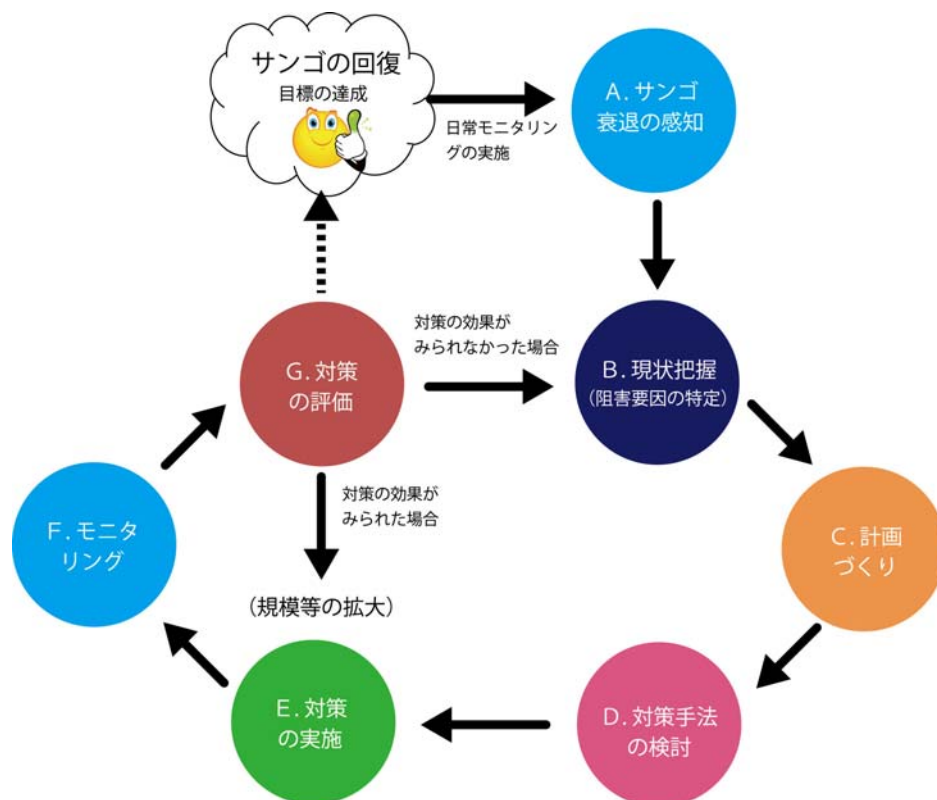 サンゴの回復
目標の達成
日常モニタリン
グの実施
A.サンゴ
衰退の感知
対策の効果が
みられなかった場合
B.現状把握
（阻害要因の特定）
C.計画
づくり
D.対策手法
の検討
E.対策
の実施
F.モニタ
リング
G.対策
の評価
対策の効果が
みられた場合
（規模等の拡大）